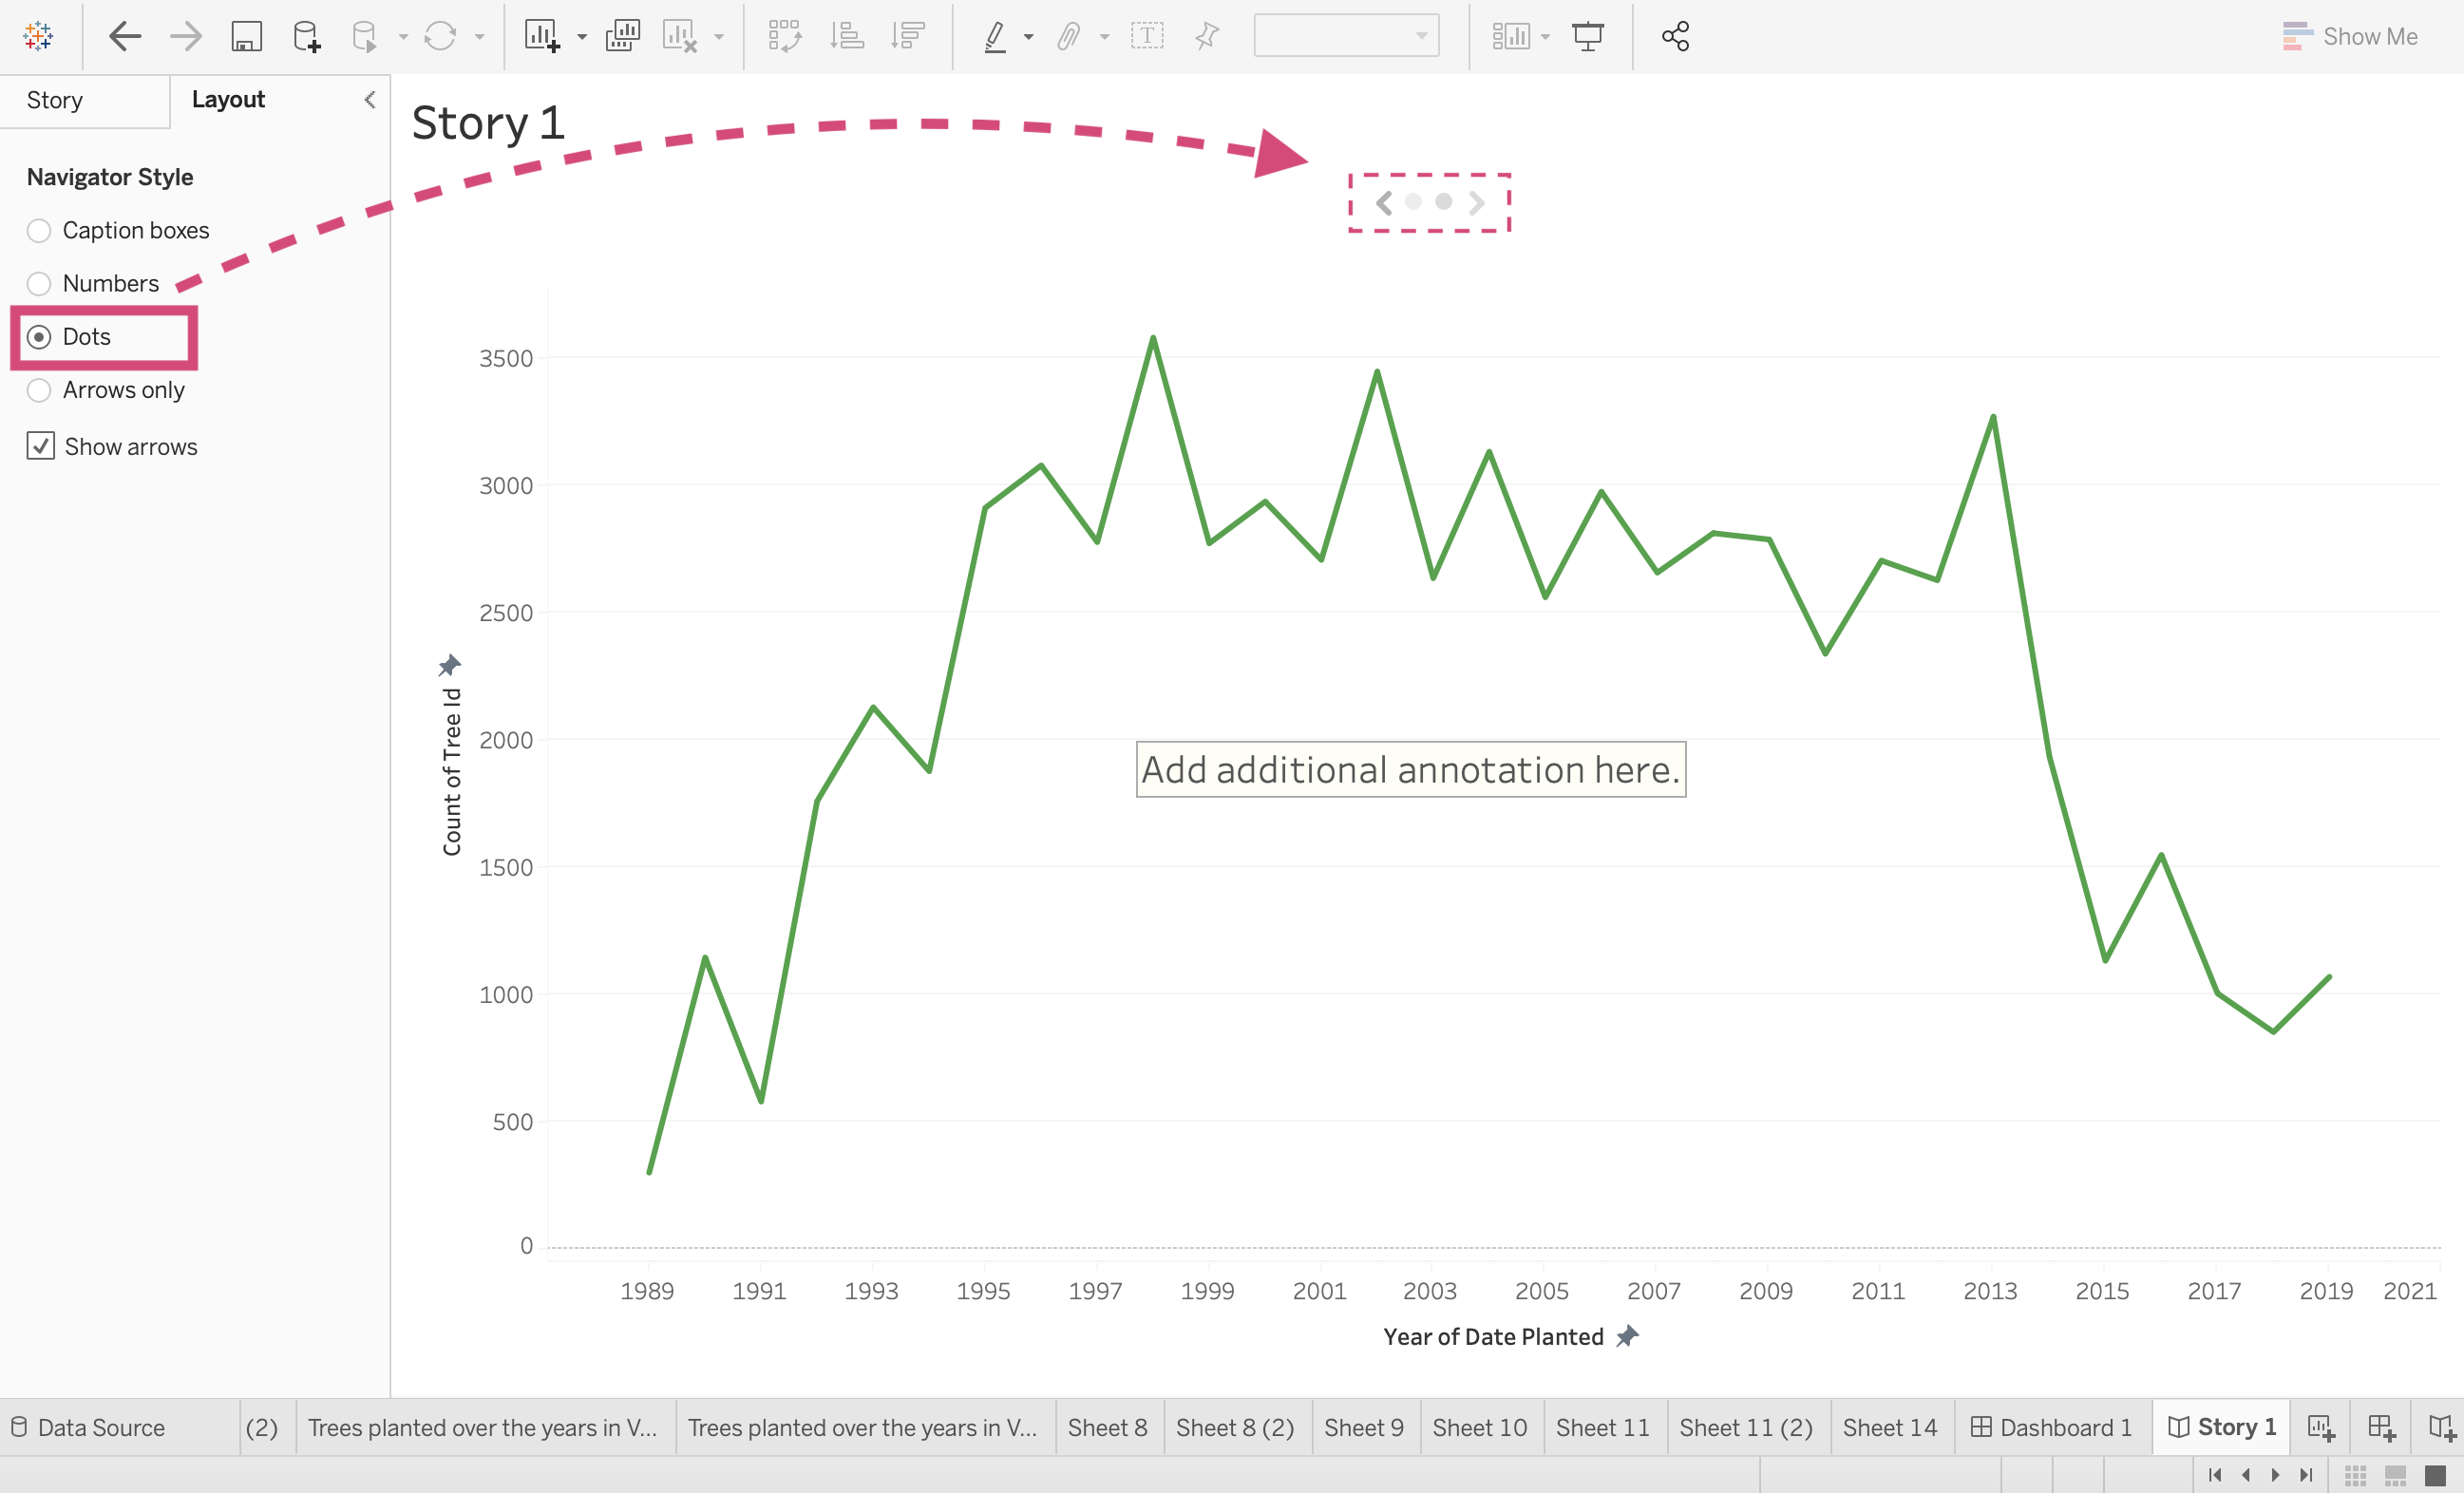 Show Me
Story
Layout
Story 1
Navigator Style
Caption boxes
Numbers
Dots
Arrows only
Show arrows
3500
3000
2500
2000
1500
1000
500
0
Count of Tree Id
Add additional annotation here.
1989 1991 1993 1995 1997 1999 2001 2003 2005 2007 2009 2011 2013 2015 2017 2019 2021
Year of Date Planted
Data Source (2) Trees planted over the years in V... Trees planted over the years in V... Sheet 8 Sheet 8 (2) Sheet 9 Sheet 10 Sheet 11 Sheet 11 (2) Sheet 14 Dashboard 1 Story 1